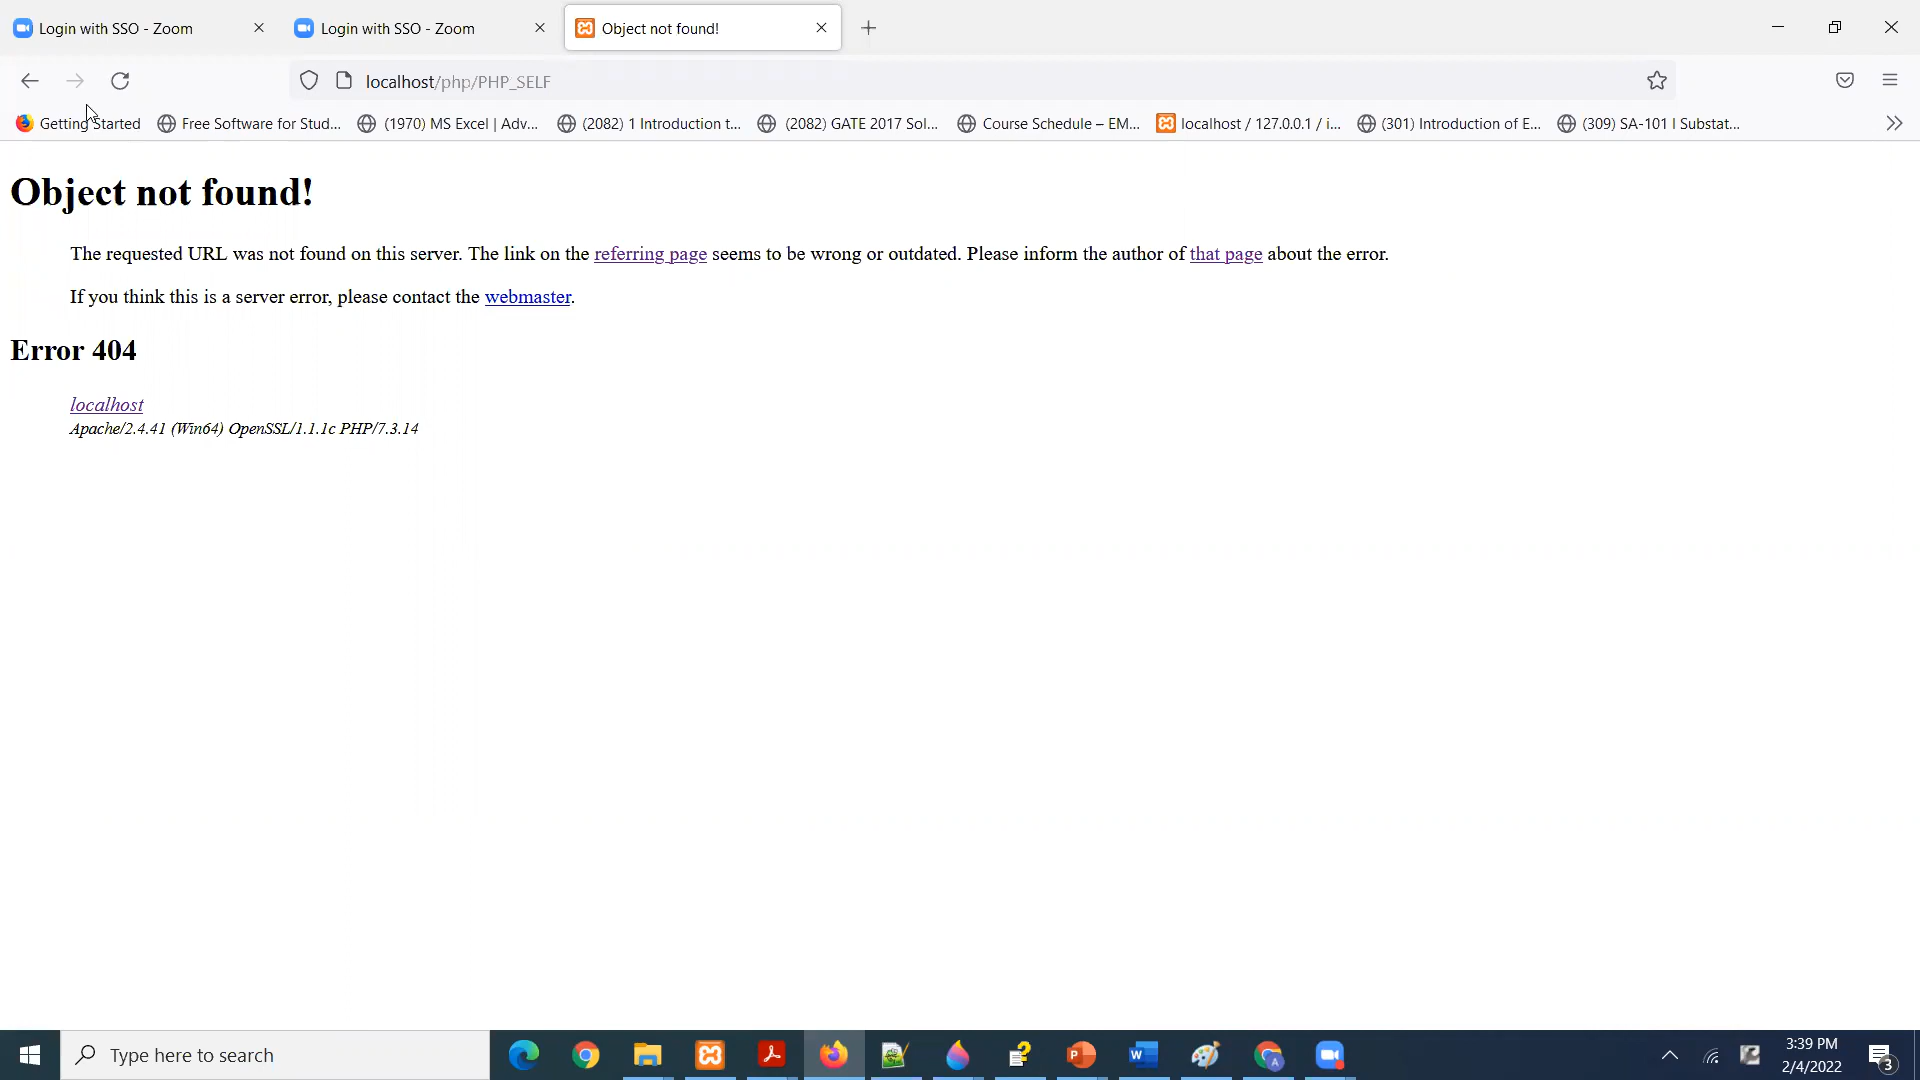 Login with SSO - Zoom
Login with SSO - Zoom
Object not found!
localhost/php/PHP_SELF
Getting Started
Free Software for Stud...
(1970) MS Excel | Adv...
(2082) 1 Introduction t...
(2082) GATE 2017 Sol...
Course Schedule – EM...
localhost / 127.0.0.1 / i...
(301) Introduction of E...
(309) SA-101 I Substat...
Object not found!
The requested URL was not found on this server. The link on the referring page seems to be wrong or outdated. Please inform the author of that page about the error.
If you think this is a server error, please contact the webmaster.
Error 404
localhost
Apache/2.4.41 (Win64) OpenSSL/1.1.1c PHP/7.3.14
Type here to search
3:39 PM
2/4/2022
3